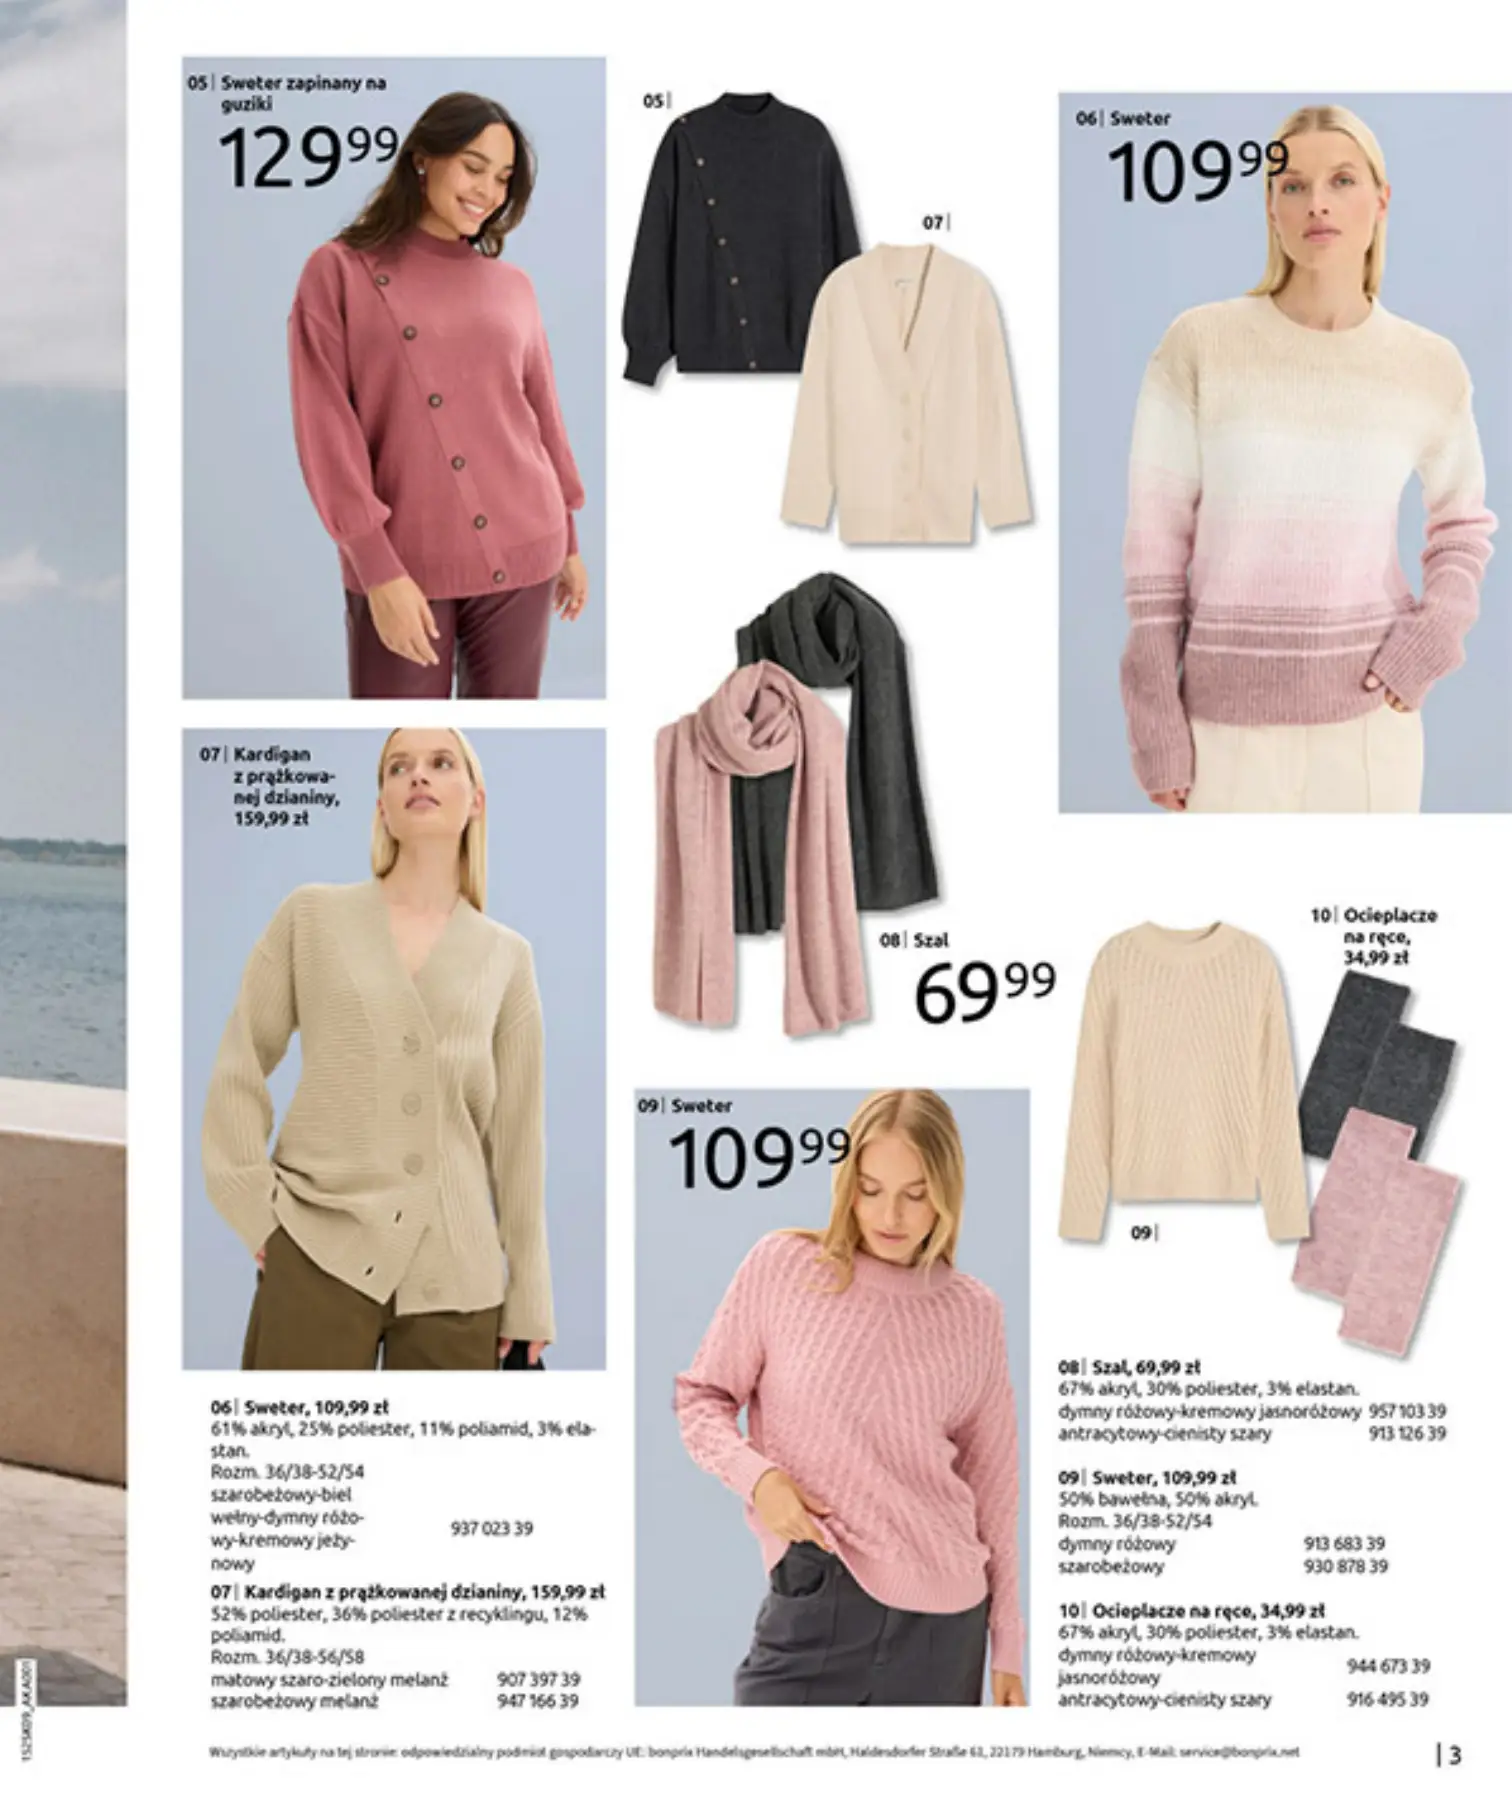 05| Sweter zapinany na
guziki
129 99
05|
07|
06| Sweter
109 99
07| Kardigan
z prążkowa-
nej dzianiny,
159,99 zł
08| Szal
69 99
10| Ocieplacze
na ręce,
34,99 zł
09| Sweter
109 99
09|
06| Sweter, 109,99 zł
61% akryl, 25% poliester, 11% poliamid, 3% ela-
stan.
Rozm. 36/38-52/54
szarobeżowy-biel
wełny-dymny różo-
wy-kremowy jeży-
nowy
937 023 39
07| Kardigan z prążkowanej dzianiny, 159,99 zł
52% poliester, 36% poliester z recyklingu, 12%
poliamid.
Rozm. 36/38-56/58
matowy szaro-zielony melanż 907 397 39
szarobeżowy melanż 947 166 39
08| Szal, 69,99 zł
67% akryl, 30% poliester, 3% elastan.
dymny różowy-kremowy jasnoróżowy 957 103 39
antracytowy-cienisty szary 913 126 39
09| Sweter, 109,99 zł
50% bawełna, 50% akryl.
Rozm. 36/38-52/54
dymny różowy 913 683 39
szarobeżowy 930 878 39
10| Ocieplacze na ręce, 34,99 zł
67% akryl, 30% poliester, 3% elastan.
dymny różowy-kremowy
jasnoróżowy 944 673 39
antracytowy-cienisty szary 916 495 39
152SK09_AKA001
Wszystkie artykuły na tej stronie: odpowiedzialny podmiot gospodarczy UE: bonprix Handelsgesellschaft mbH, Haldesdorfer Straße 61, 22179 Hamburg, Niemcy, E-Mail: service@bonprix.net
| 3